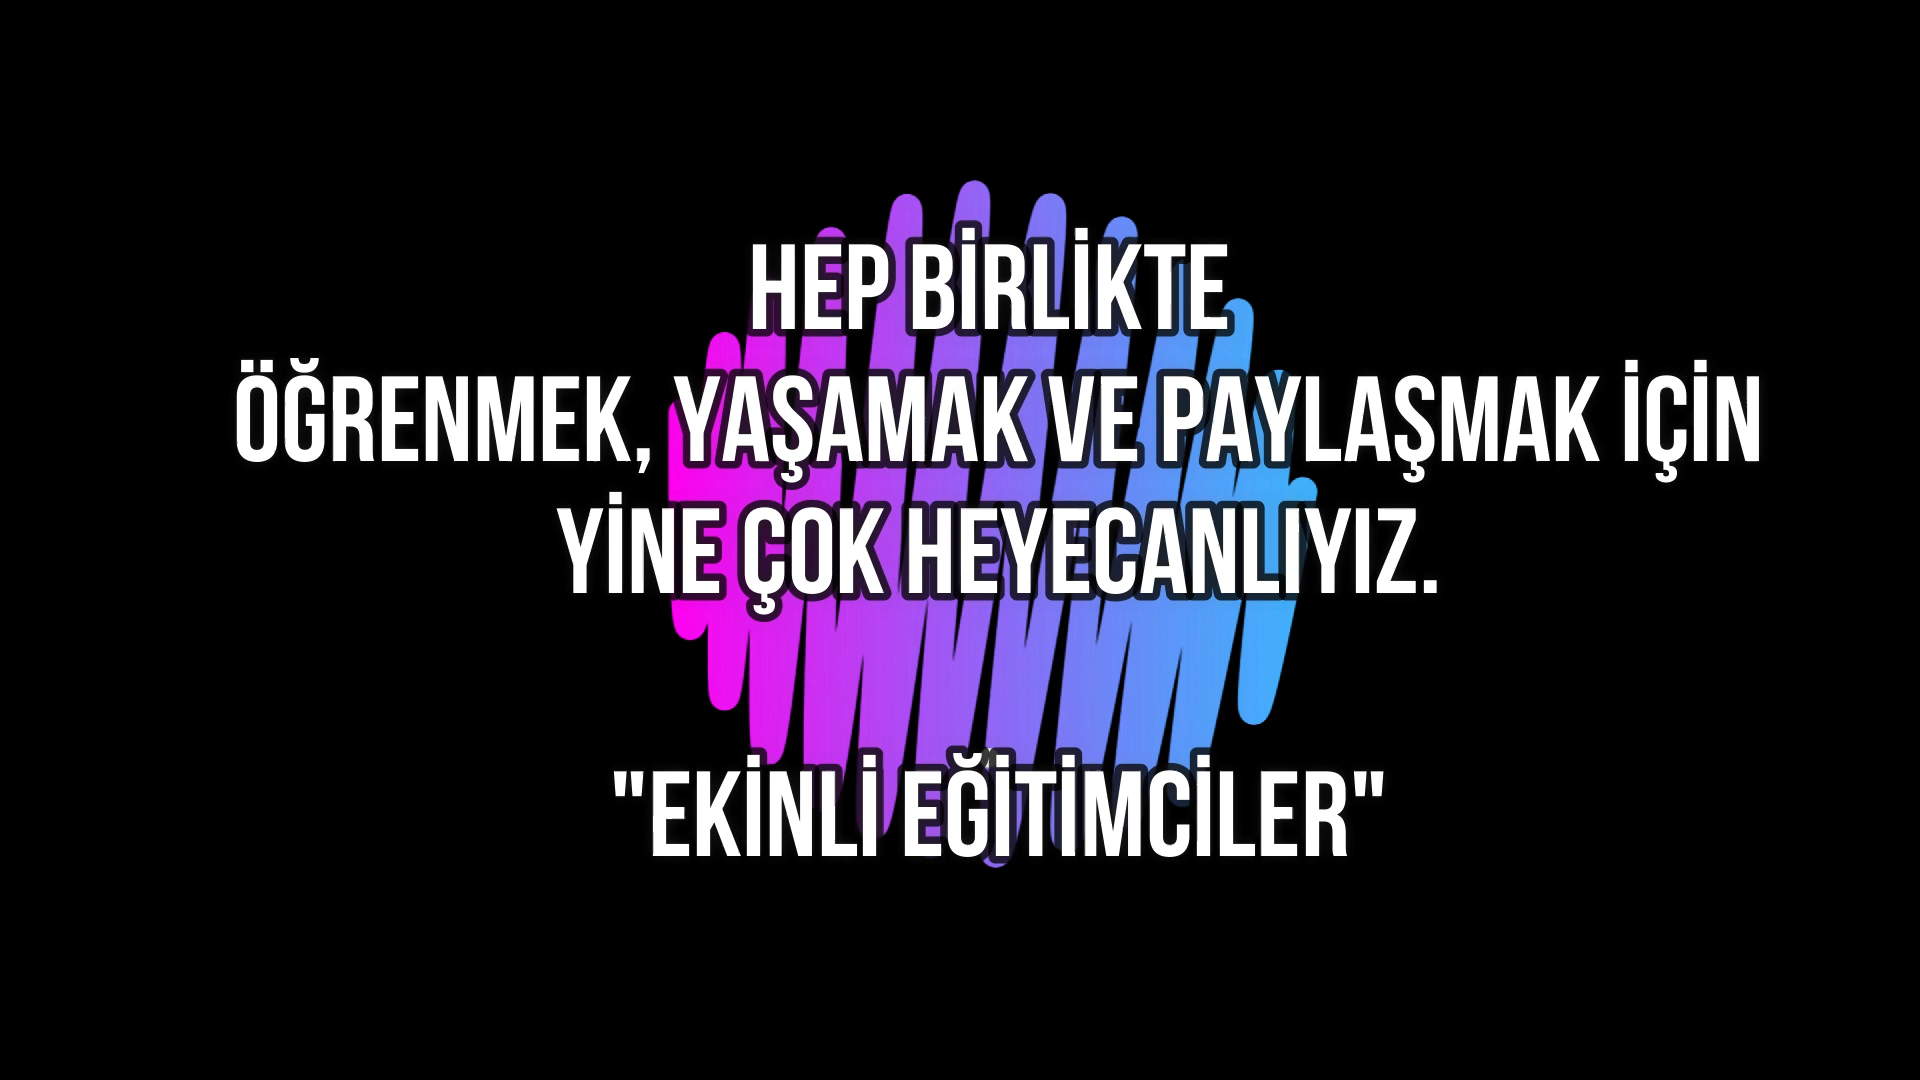 HEP BİRLİKTE
ÖĞRENMEK, YAŞAMAK VE PAYLAŞMAK İÇİN
YİNE ÇOK HEYECANLIYIZ.
"EKİNLİ EĞİTİMCİLER"